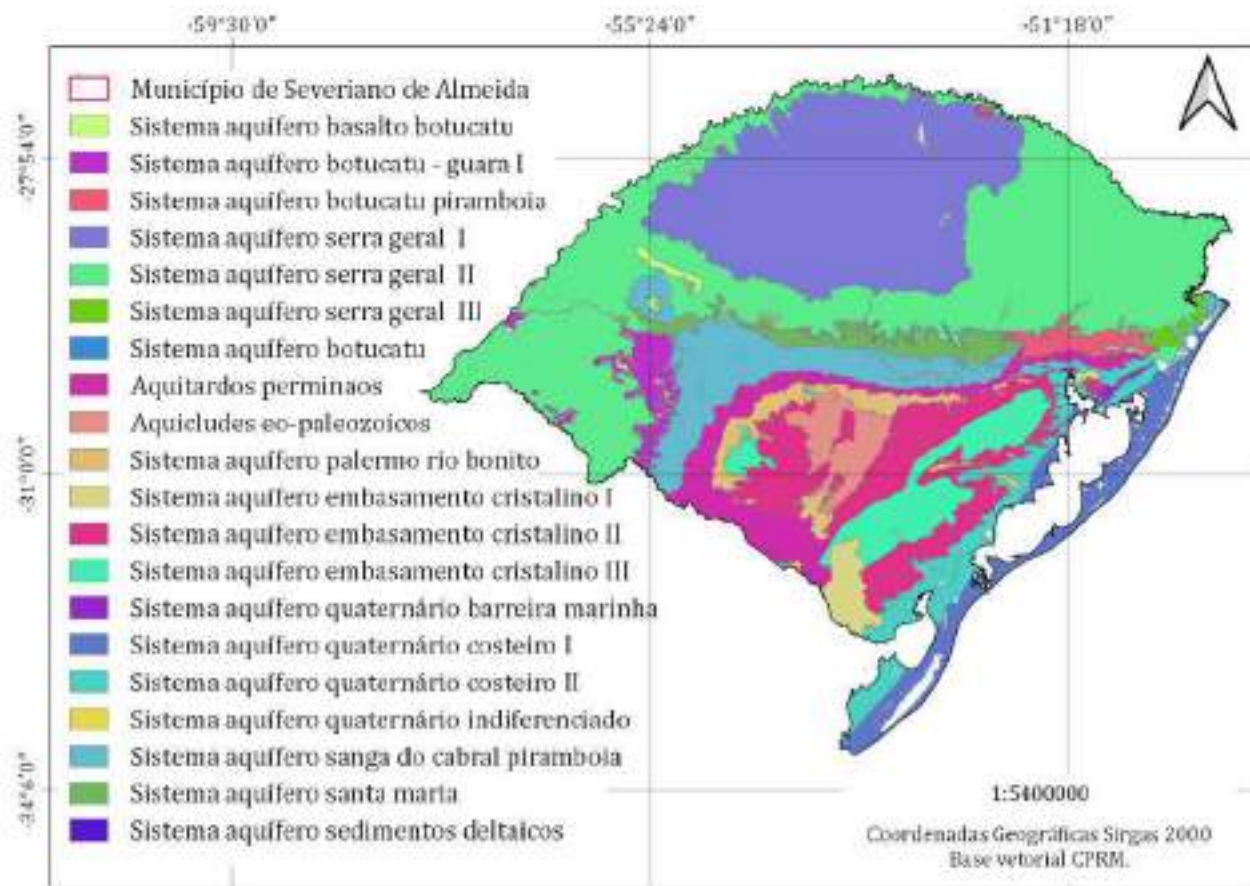 -59°30'0"
-55°24'0"
-51°18'0"
-27°54'0"
-31°0'0"
-34°6'0"
Município de Severiano de Almeida
Sistema aquífero basalto botucatu
Sistema aquífero botucatu - guara I
Sistema aquífero botucatu piramboia
Sistema aquífero serra geral I
Sistema aquífero serra geral II
Sistema aquífero serra geral III
Sistema aquífero botucatu
Aquitardos perminaos
Aquicludes eo-paleozoicos
Sistema aquífero palermo rio bonito
Sistema aquífero embasamento cristalino I
Sistema aquífero embasamento cristalino II
Sistema aquífero embasamento cristalino III
Sistema aquífero quaternário barreira marinha
Sistema aquífero quaternário costeiro I
Sistema aquífero quaternário costeiro II
Sistema aquífero quaternário indiferenciado
Sistema aquífero sanga do cabral piramboia
Sistema aquífero santa maria
Sistema aquífero sedimentos deltaicos
1:5400000
Coordenadas Geográficas Sirgas 2000
Base vetorial CPRM.